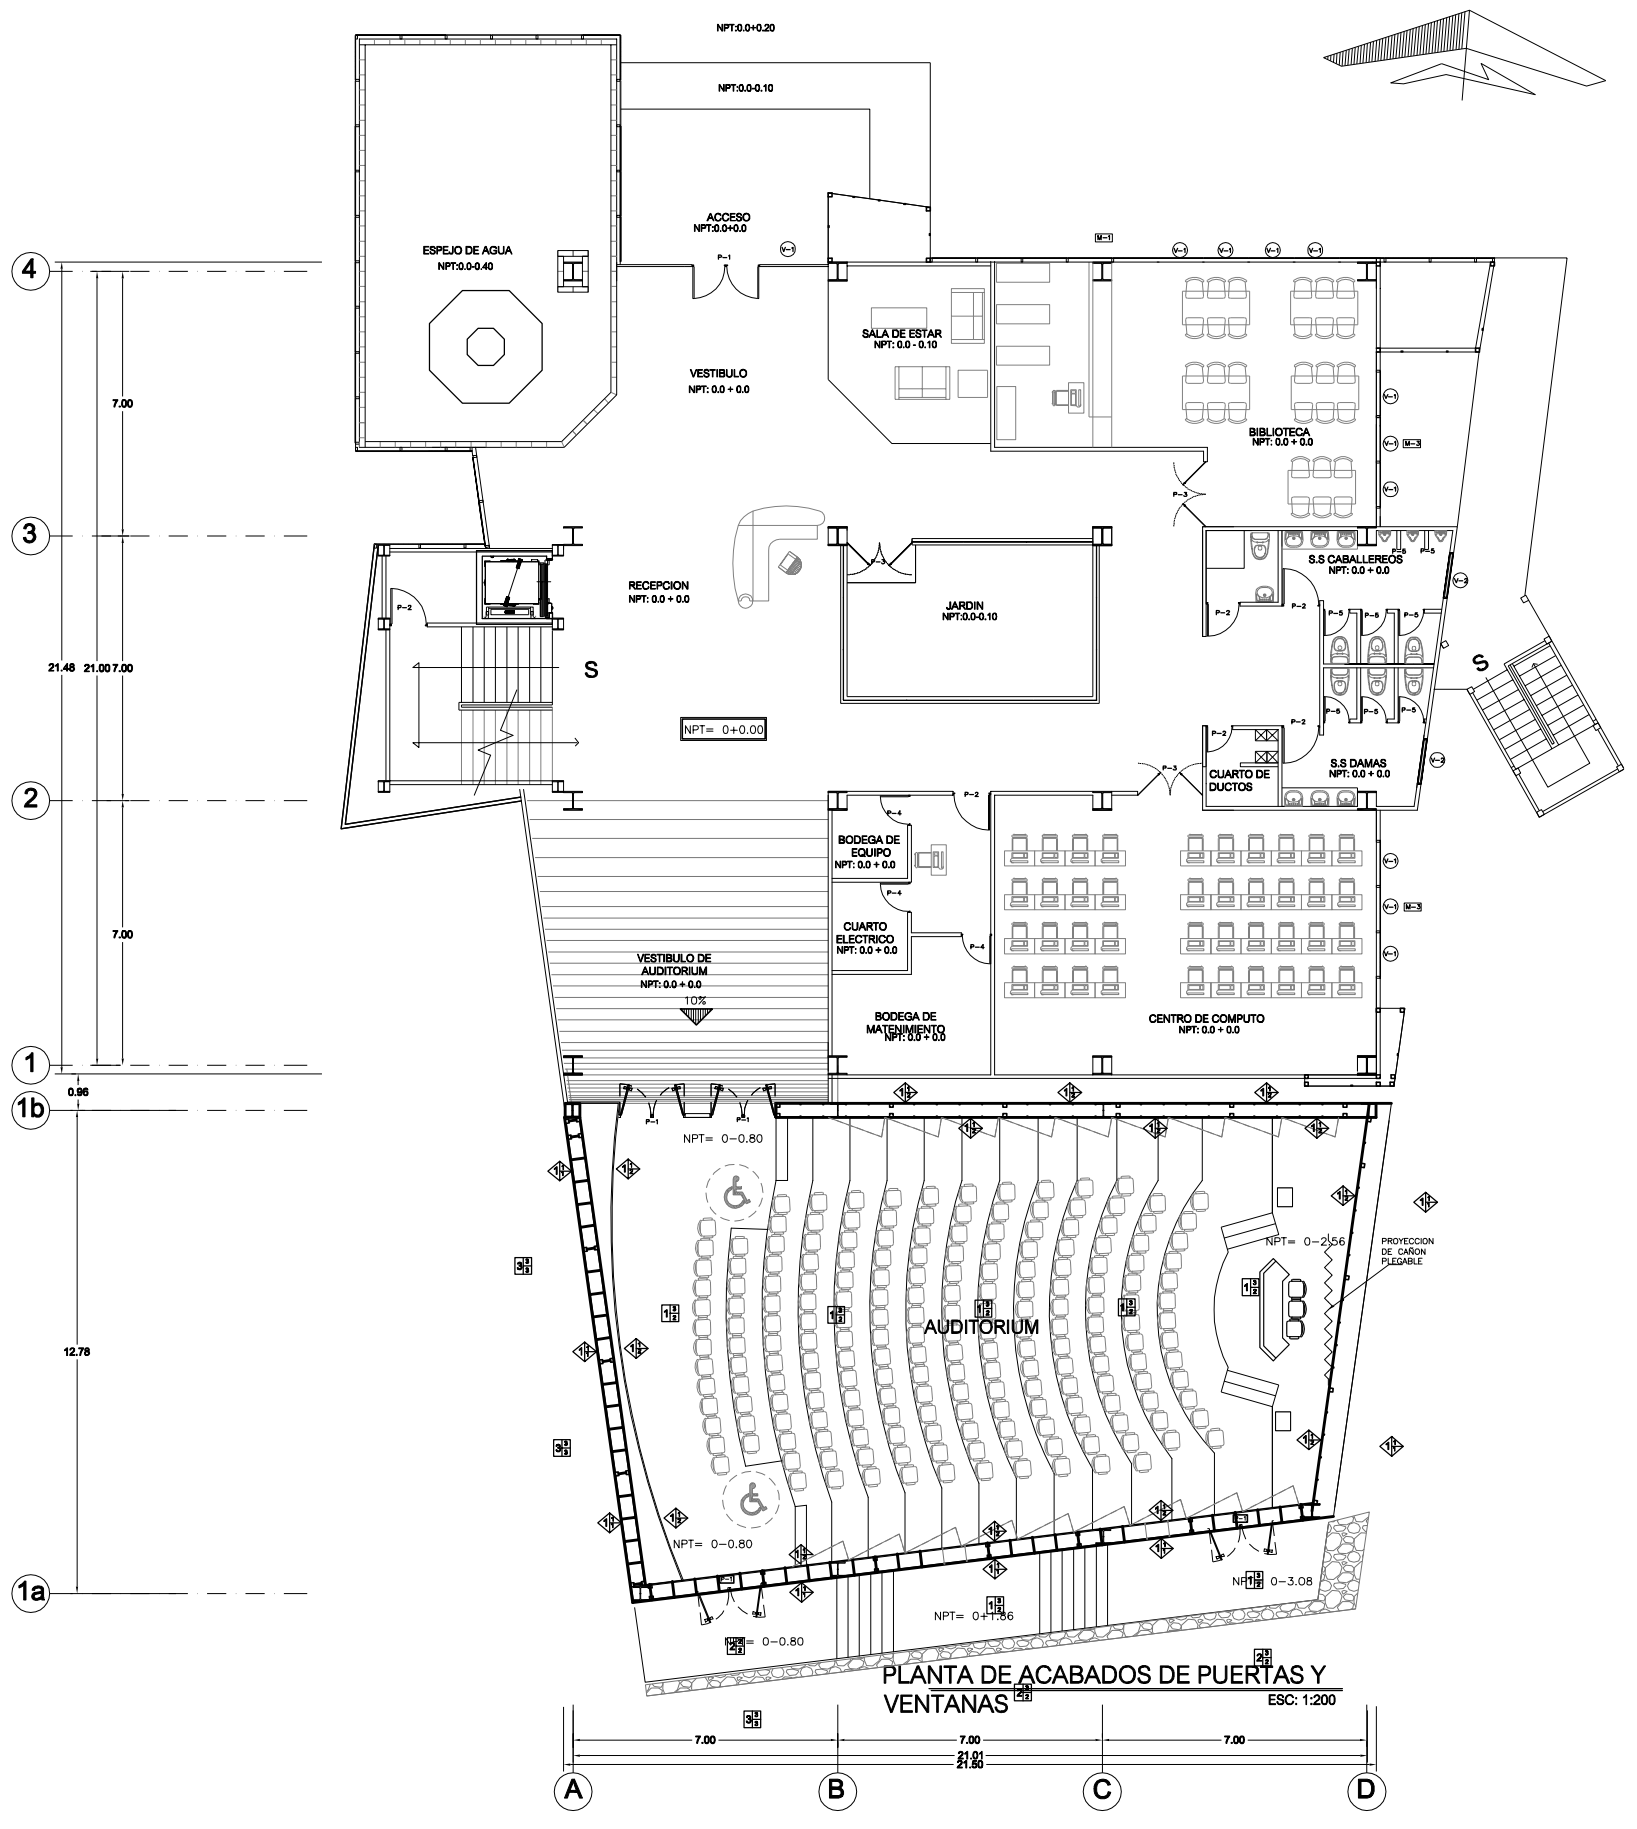 NPT:0.0+0.20
NPT:0.0-0.10
ACCESO
NPT:0.0+0.0
V-1
P-1
M-1
V-1
V-1
V-1
V-1
ESPEJO DE AGUA
NPT:0.0-0.40
4
SALA DE ESTAR
NPT: 0.0 - 0.10
VESTIBULO
NPT: 0.0 + 0.0
7.00
V-1
BIBLIOTECA
NPT: 0.0 + 0.0
V-1
M-3
V-1
P-3
3
P-3
S.S CABALLEREOS
NPT: 0.0 + 0.0
P-5
V-2
RECEPCION
NPT: 0.0 + 0.0
JARDIN
NPT:0.0-0.10
P-2
P-2
P-2
P-5
P-5
P-5
21.48
21.00
7.00
S
S
P-5
P-5
P-5
NPT= 0+0.00
P-2
P-2
V-2
S.S DAMAS
NPT: 0.0 + 0.0
P-3
CUARTO DE
DUCTOS
2
P-2
P-4
BODEGA DE
EQUIPO
NPT: 0.0 + 0.0
V-1
P-4
V-1
M-3
7.00
CUARTO
ELECTRICO
NPT: 0.0 + 0.0
P-4
V-1
VESTIBULO DE
AUDITORIUM
NPT: 0.0 + 0.0
10%
BODEGA DE
MATENIMIENTO
NPT: 0.0 + 0.0
CENTRO DE COMPUTO
NPT: 0.0 + 0.0
1
0.96
1b
P-1
P-1
NPT= 0-0.80
NPT= 0-2.56
PROYECCION
DE CAÑON
PLEGABLE
AUDITORIUM
12.78
NPT= 0-0.80
1a
P-1
0-3.08
NPT= 0+1.86
0-0.80
PLANTA DE ACABADOS DE PUERTAS Y
VENTANAS
ESC: 1:200
7.00
7.00
7.00
21.01
21.50
A
B
C
D